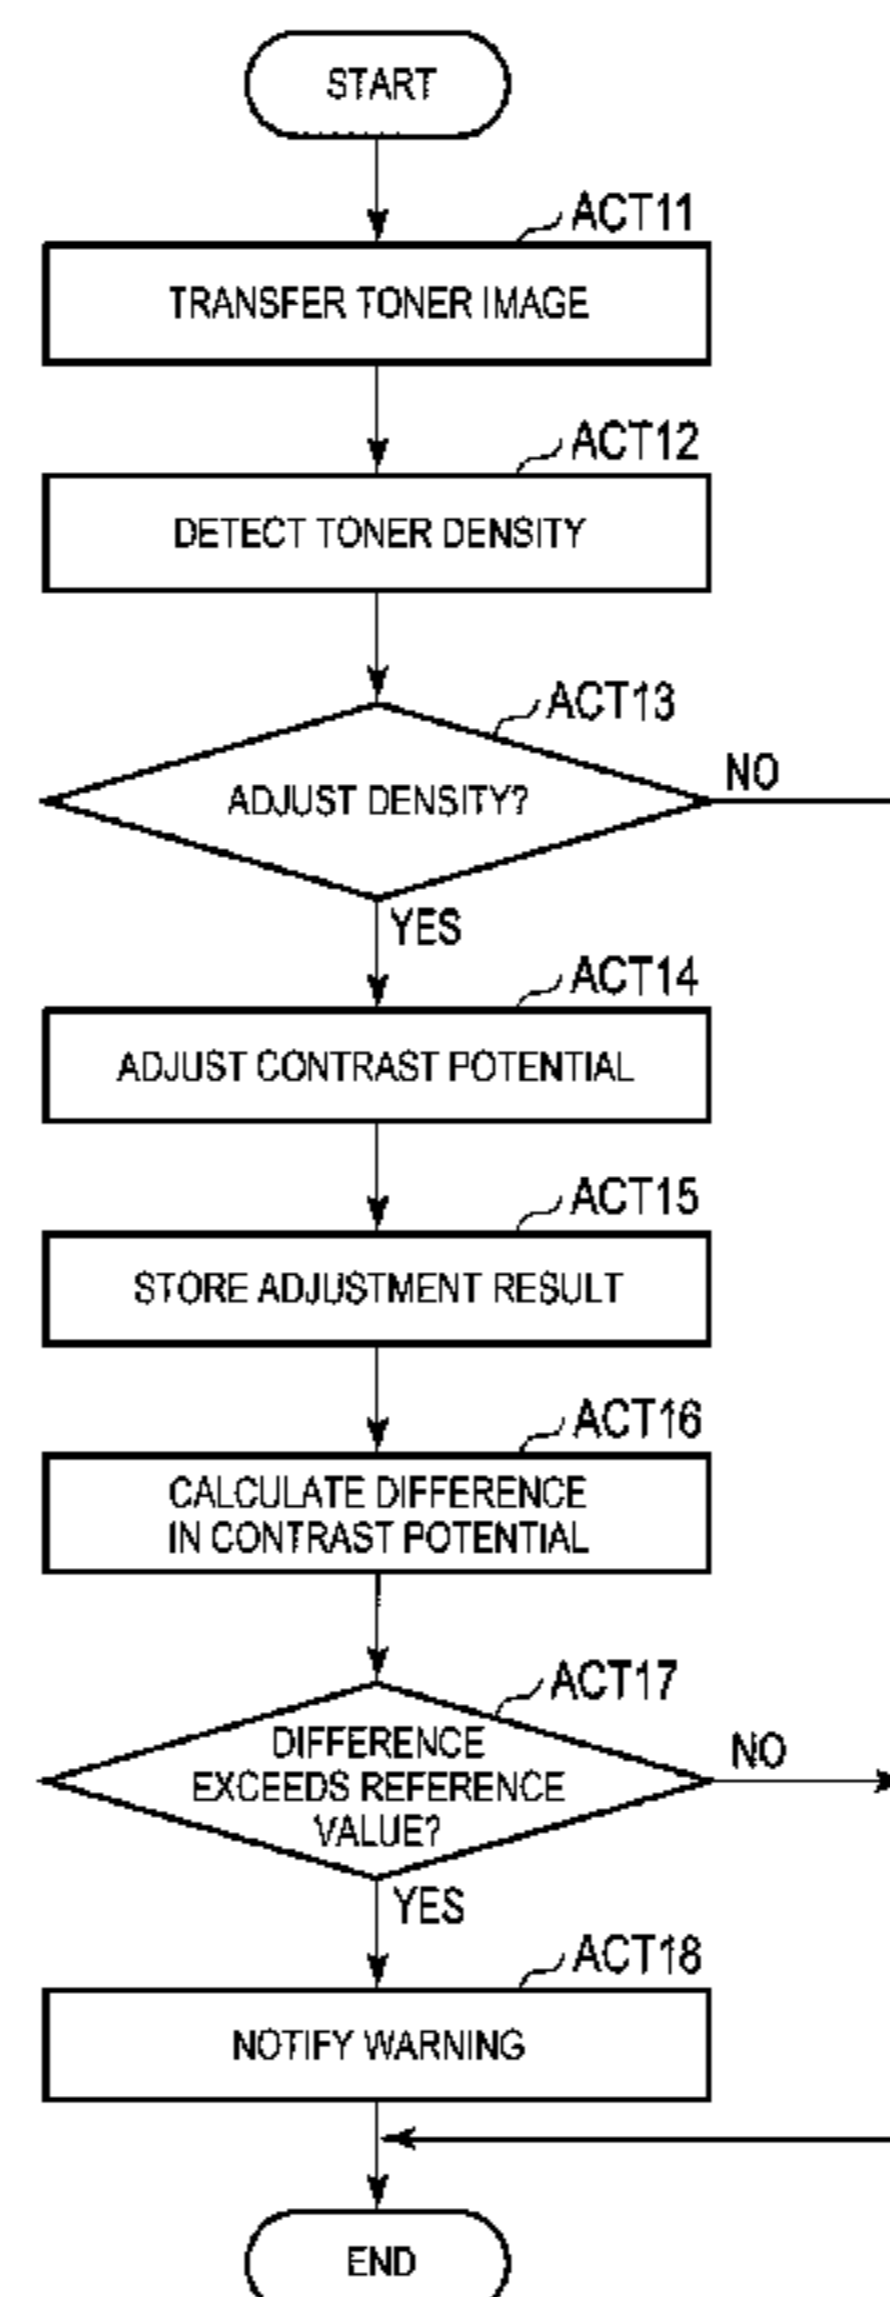 START
ACT11
TRANSFER TONER IMAGE
ACT12
DETECT TONER DENSITY
ACT13
ADJUST DENSITY?
NO
YES
ACT14
ADJUST CONTRAST POTENTIAL
ACT15
STORE ADJUSTMENT RESULT
ACT16
CALCULATE DIFFERENCE
IN CONTRAST POTENTIAL
ACT17
DIFFERENCE
EXCEEDS REFERENCE
VALUE?
NO
YES
ACT18
NOTIFY WARNING
END